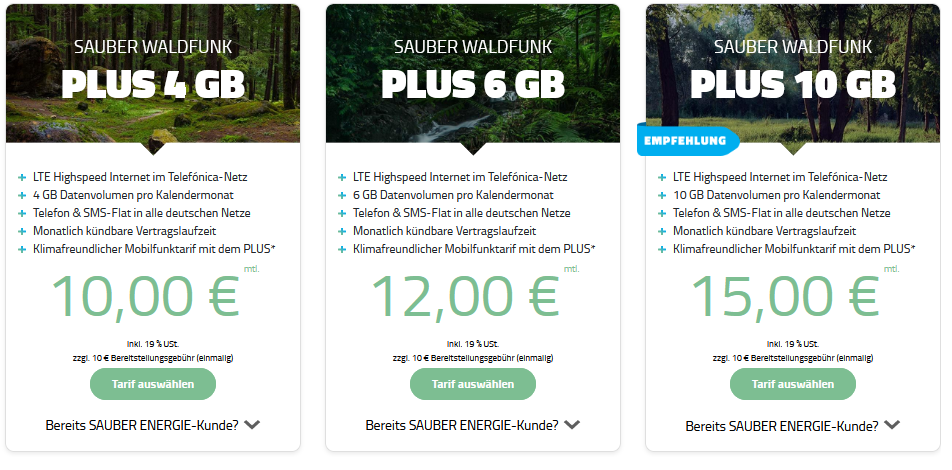 SAUBER WALDFUNK
PLUS 4 GB
LTE Highspeed Internet im Telefónica-Netz
4 GB Datenvolumen pro Kalendermonat
Telefon & SMS-Flat in alle deutschen Netze
Monatlich kündbare Vertragslaufzeit
Klimafreundlicher Mobilfunktarif mit dem PLUS*
mtl.
10,00 €
inkl. 19 % USt.
zzgl. 10 € Bereitstellungsgebühr (einmalig)
Tarif auswählen
Bereits SAUBER ENERGIE-Kunde?
SAUBER WALDFUNK
PLUS 6 GB
LTE Highspeed Internet im Telefónica-Netz
6 GB Datenvolumen pro Kalendermonat
Telefon & SMS-Flat in alle deutschen Netze
Monatlich kündbare Vertragslaufzeit
Klimafreundlicher Mobilfunktarif mit dem PLUS*
mtl.
12,00 €
inkl. 19 % USt.
zzgl. 10 € Bereitstellungsgebühr (einmalig)
Tarif auswählen
Bereits SAUBER ENERGIE-Kunde?
SAUBER WALDFUNK
PLUS 10 GB
EMPFEHLUNG
LTE Highspeed Internet im Telefónica-Netz
10 GB Datenvolumen pro Kalendermonat
Telefon & SMS-Flat in alle deutschen Netze
Monatlich kündbare Vertragslaufzeit
Klimafreundlicher Mobilfunktarif mit dem PLUS*
mtl.
15,00 €
inkl. 19 % USt.
zzgl. 10 € Bereitstellungsgebühr (einmalig)
Tarif auswählen
Bereits SAUBER ENERGIE-Kunde?